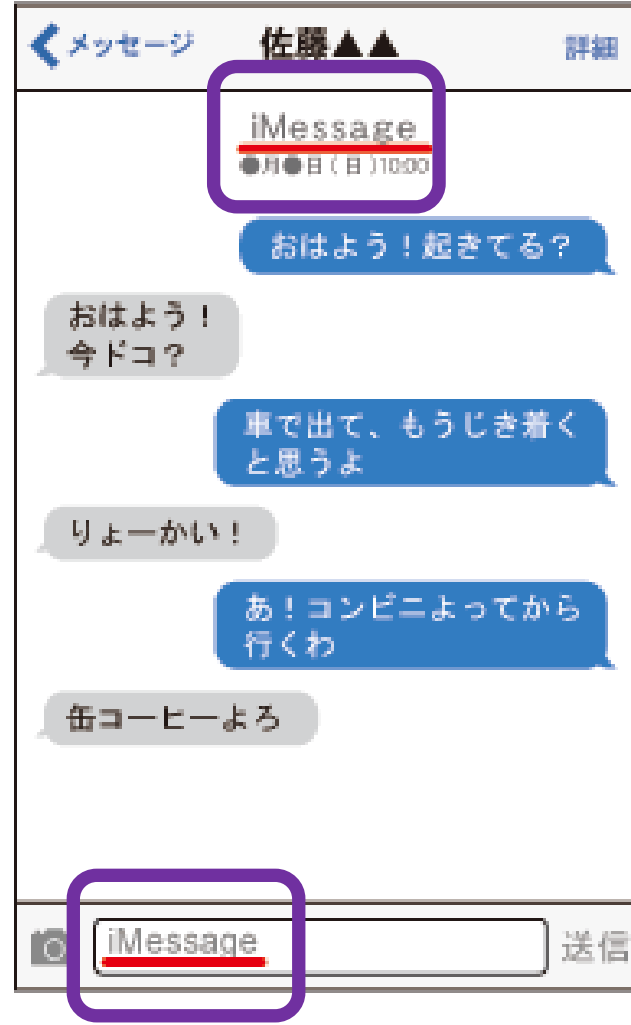 メッセージ 佐藤▲▲ 詳細
iMessage
●月●日(日)10:00
おはよう！起きてる？
おはよう！
今ドコ？
車で出て、もうじき着く
と思うよ
りょーかい！
あ！コンビニよってから
行くわ
缶コーヒーよろ
iMessage 送信